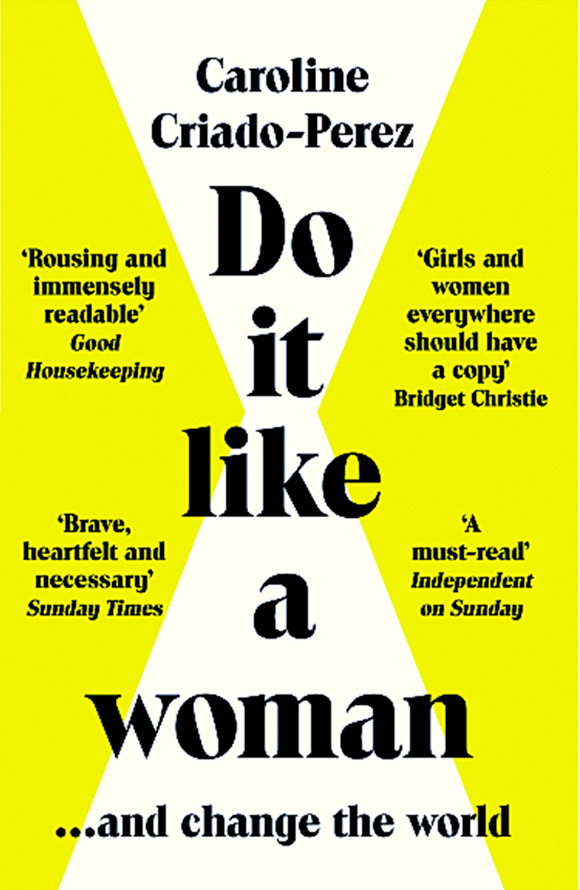 Caroline
Criado-Perez
Do
it
like
a
woman
...and change the world
‘Rousing and
immensely
readable’
Good
Housekeeping
‘Girls and
women
everywhere
should have
a copy’
Bridget Christie
‘Brave,
heartfelt and
necessary’
Sunday Times
‘A
must-read’
Independent
on Sunday